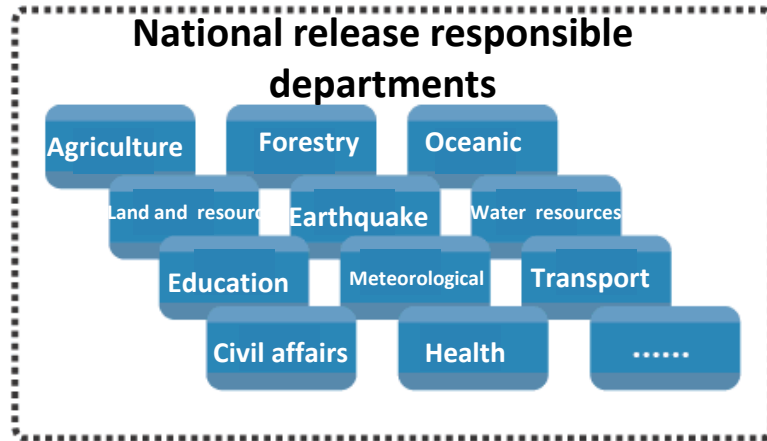 National release responsible
departments
Agriculture
Forestry
Oceanic
Land and resourc
Earthquake
Water resources
Education
Meteorological
Transport
Civil affairs
Health
......